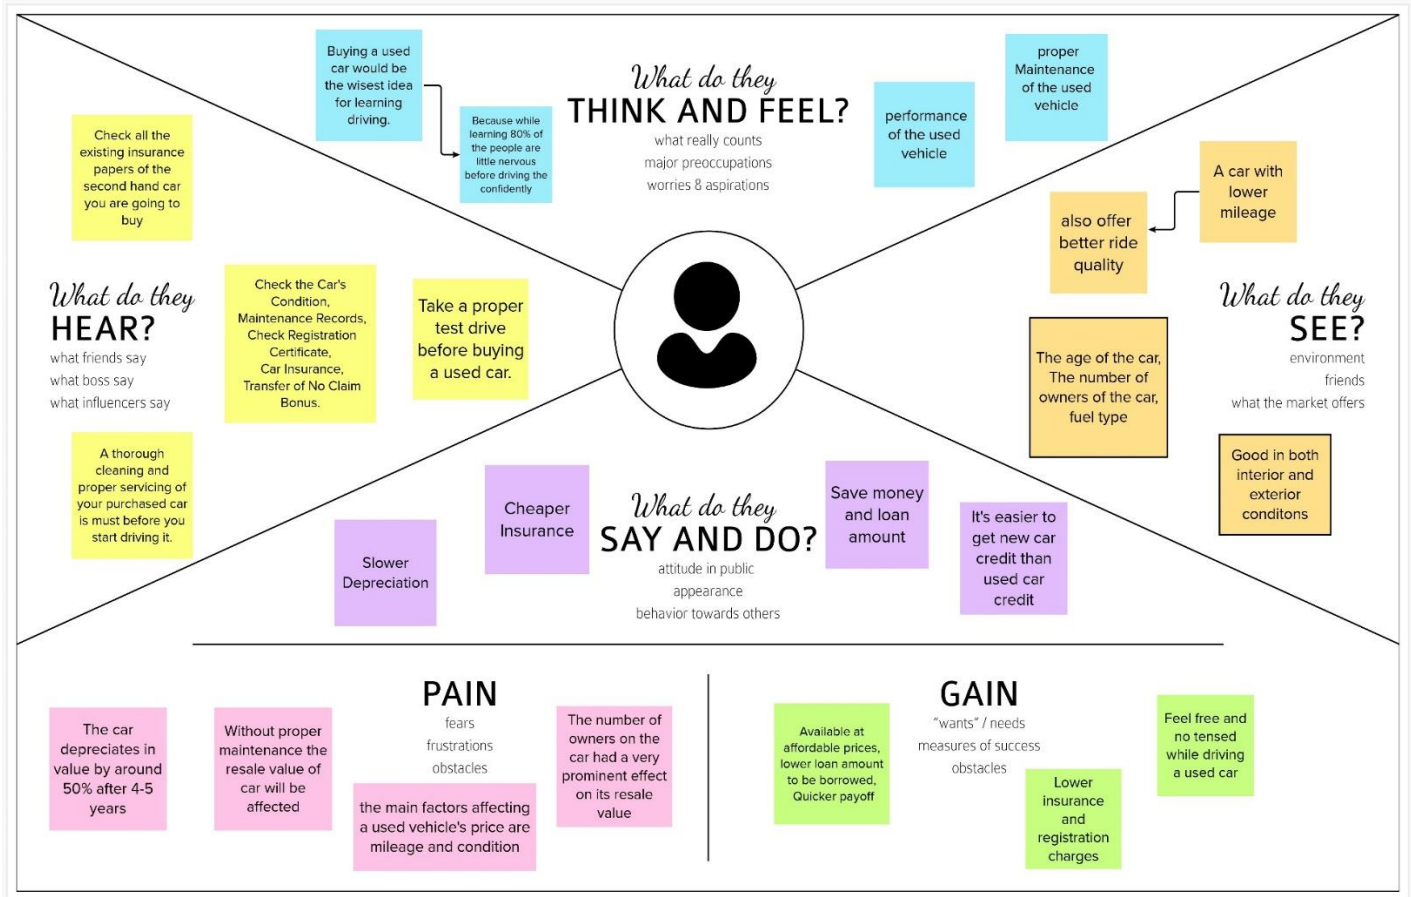 Buying a used
car would be
the wisest idea
for learning
driving.
Because while
learning 80% of
the people are
little nervous
before driving the
confidently
What do they
THINK AND FEEL?
what really counts
major preoccupations
worries 8 aspirations
performance
of the used
vehicle
proper
Maintenance
of the used
vehicle
Check all the
existing insurance
papers of the
second hand car
you are going to
buy
What do they
HEAR?
what friends say
what boss say
what influencers say
Check the Car's
Condition,
Maintenance Records,
Check Registration
Certificate,
Car Insurance,
Transfer of No Claim
Bonus.
Take a proper
test drive
before buying
a used car.
A thorough
cleaning and
proper servicing of
your purchased car
is must before you
start driving it.
A car with
lower
mileage
also offer
better ride
quality
What do they
SEE?
environment
friends
what the market offers
The age of the car,
The number of
owners of the car,
fuel type
Good in both
interior and
exterior
conditons
Slower
Depreciation
Cheaper
Insurance
What do they
SAY AND DO?
attitude in public
appearance
behavior towards others
Save money
and loan
amount
It's easier to
get new car
credit than
used car
credit
PAIN
fears
frustrations
obstacles
The car
depreciates in
value by around
50% after 4-5
years
Without proper
maintenance the
resale value of
car will be
affected
the main factors affecting
a used vehicle's price are
mileage and condition
The number of
owners on the
car had a very
prominent effect
on its resale
value
GAIN
"wants" / needs
measures of success
obstacles
Available at
affordable prices,
lower loan amount
to be borrowed,
Quicker payoff
Lower
insurance
and
registration
charges
Feel free and
no tensed
while driving
a used car